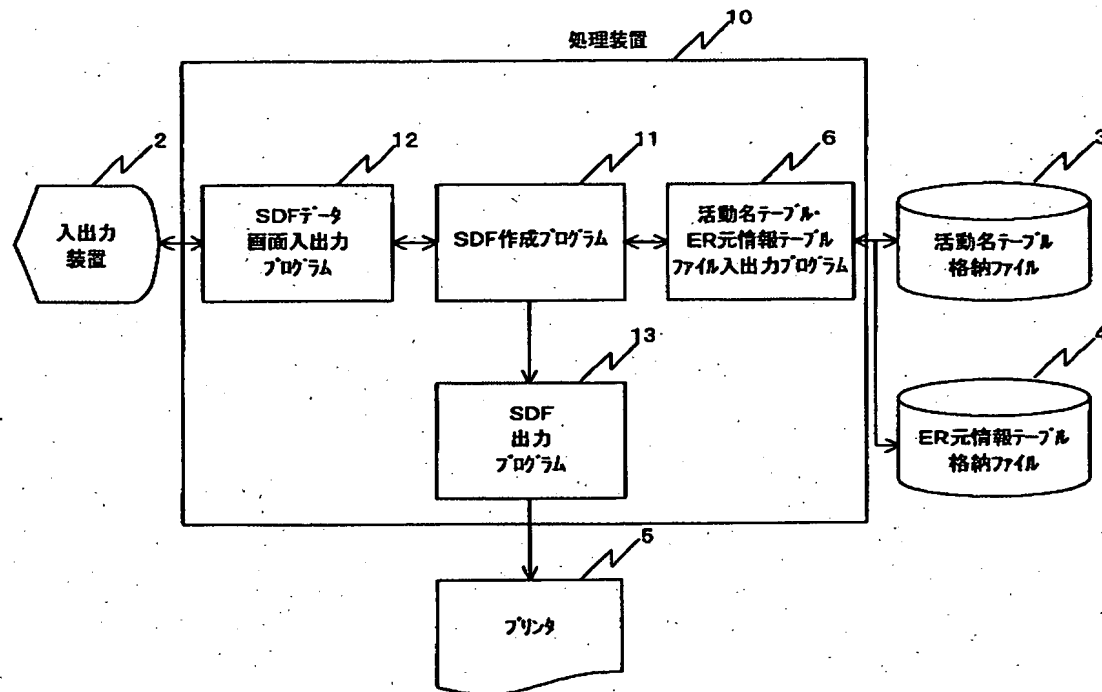 処理装置
10
2
12
11
6
3
入出力
装置
SDFデータ
画面入出力
プログラム
SDF作成プログラム
活動名テーブル・
ER元情報テーブル
ファイル入出力プログラム
活動名テーブル
格納ファイル
13
4
SDF
出力
プログラム
ER元情報テーブル
格納ファイル
5
プリンタ